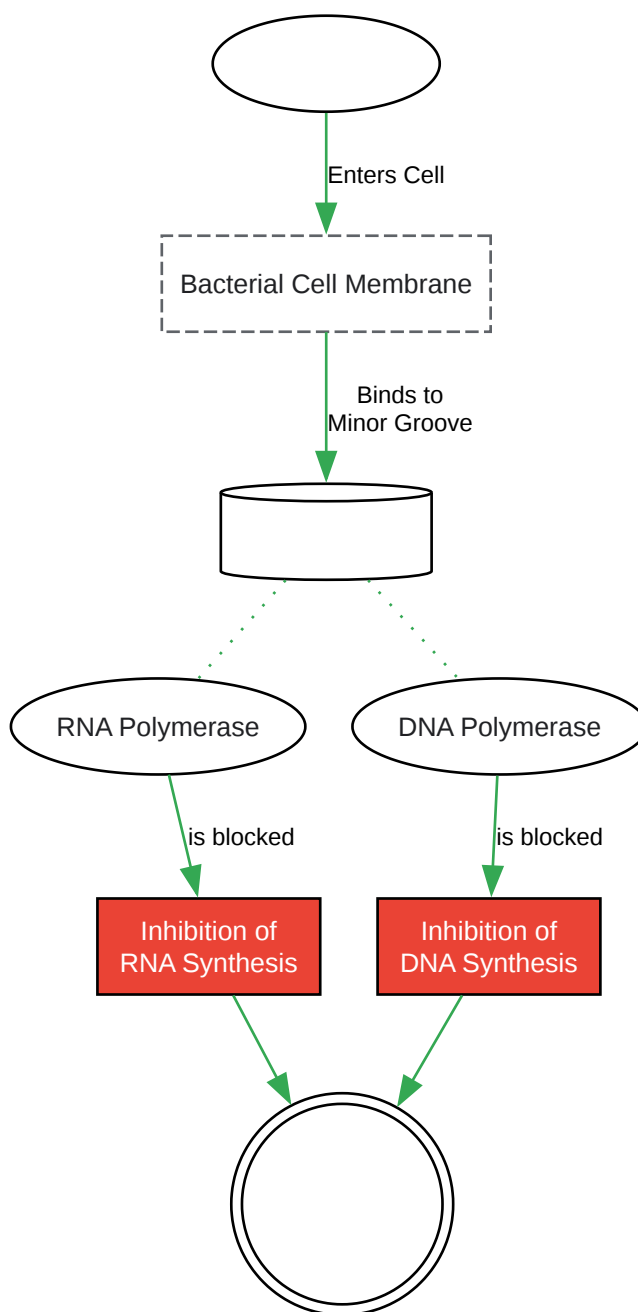 Enters Cell
Bacterial Cell Membrane
Binds to
Minor Groove
RNA Polymerase
DNA Polymerase
is blocked
is blocked
Inhibition of
RNA Synthesis
Inhibition of
DNA Synthesis